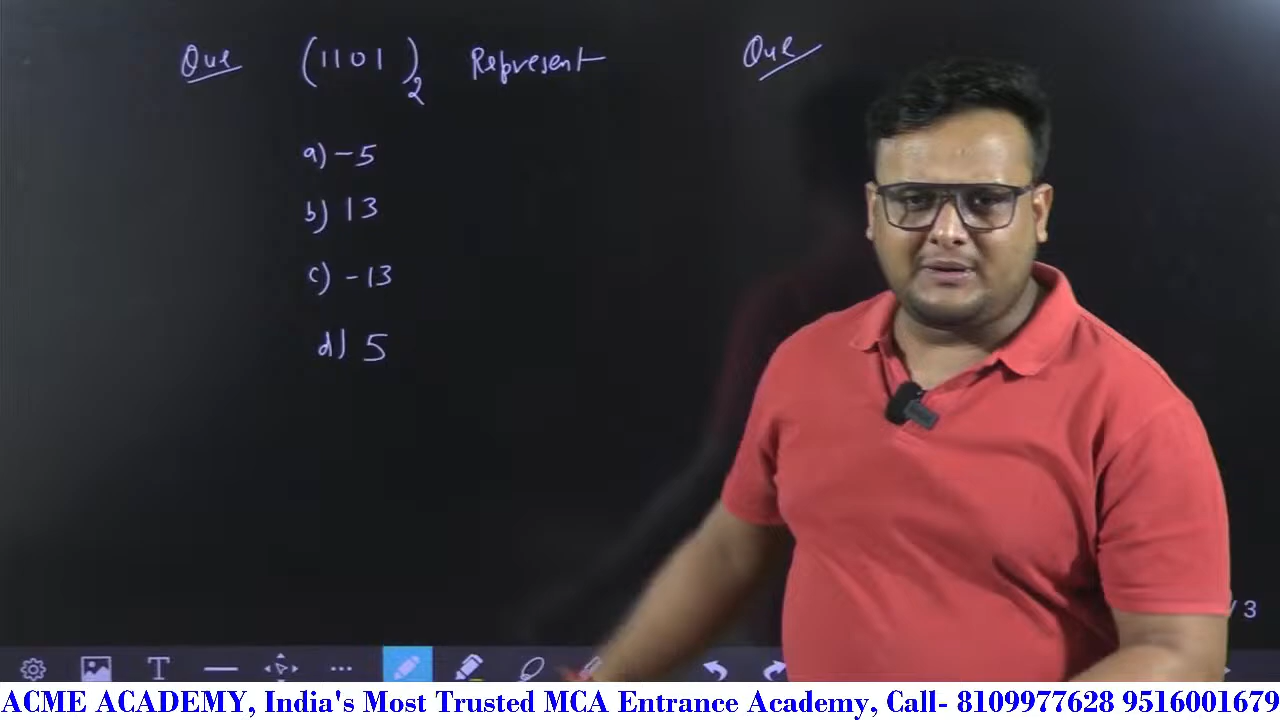 Que (1101)2 Represent
a) -5
b) 13
c) -13
d) 5
Que
/ 3
T
ACME ACADEMY, India's Most Trusted MCA Entrance Academy, Call- 8109977628 9516001679